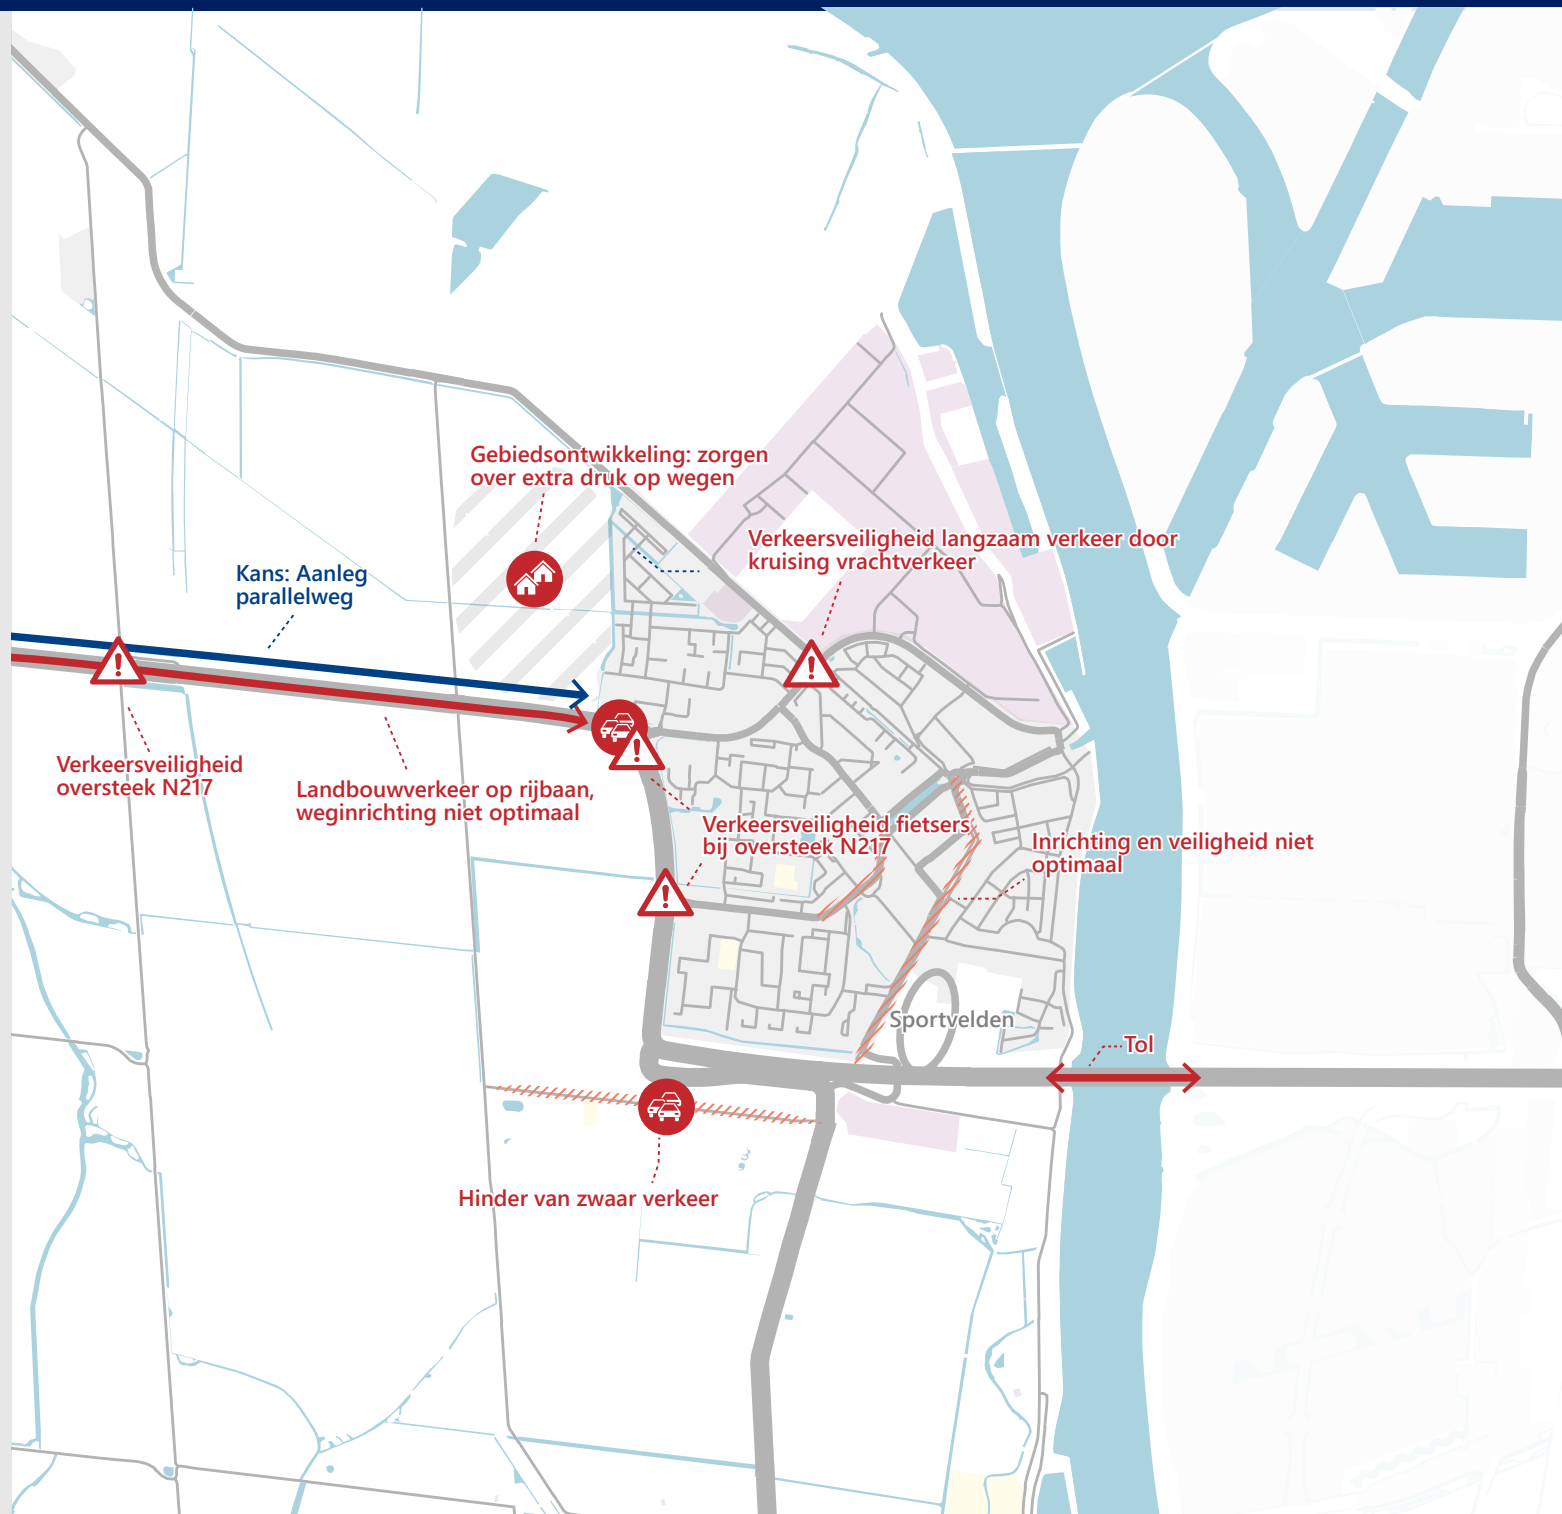 Gebiedsontwikkeling: zorgen
over extra druk op wegen
Verkeersveiligheid langzaam verkeer door
kruising vrachtverkeer
Kans: Aanleg
parallelweg
Verkeersveiligheid
oversteek N217
Landbouwverkeer op rijbaan,
weginrichting niet optimaal
Verkeersveiligheid fietsers
bij oversteek N217
Inrichting en veiligheid niet
optimaal
Sportvelden
Tol
Hinder van zwaar verkeer